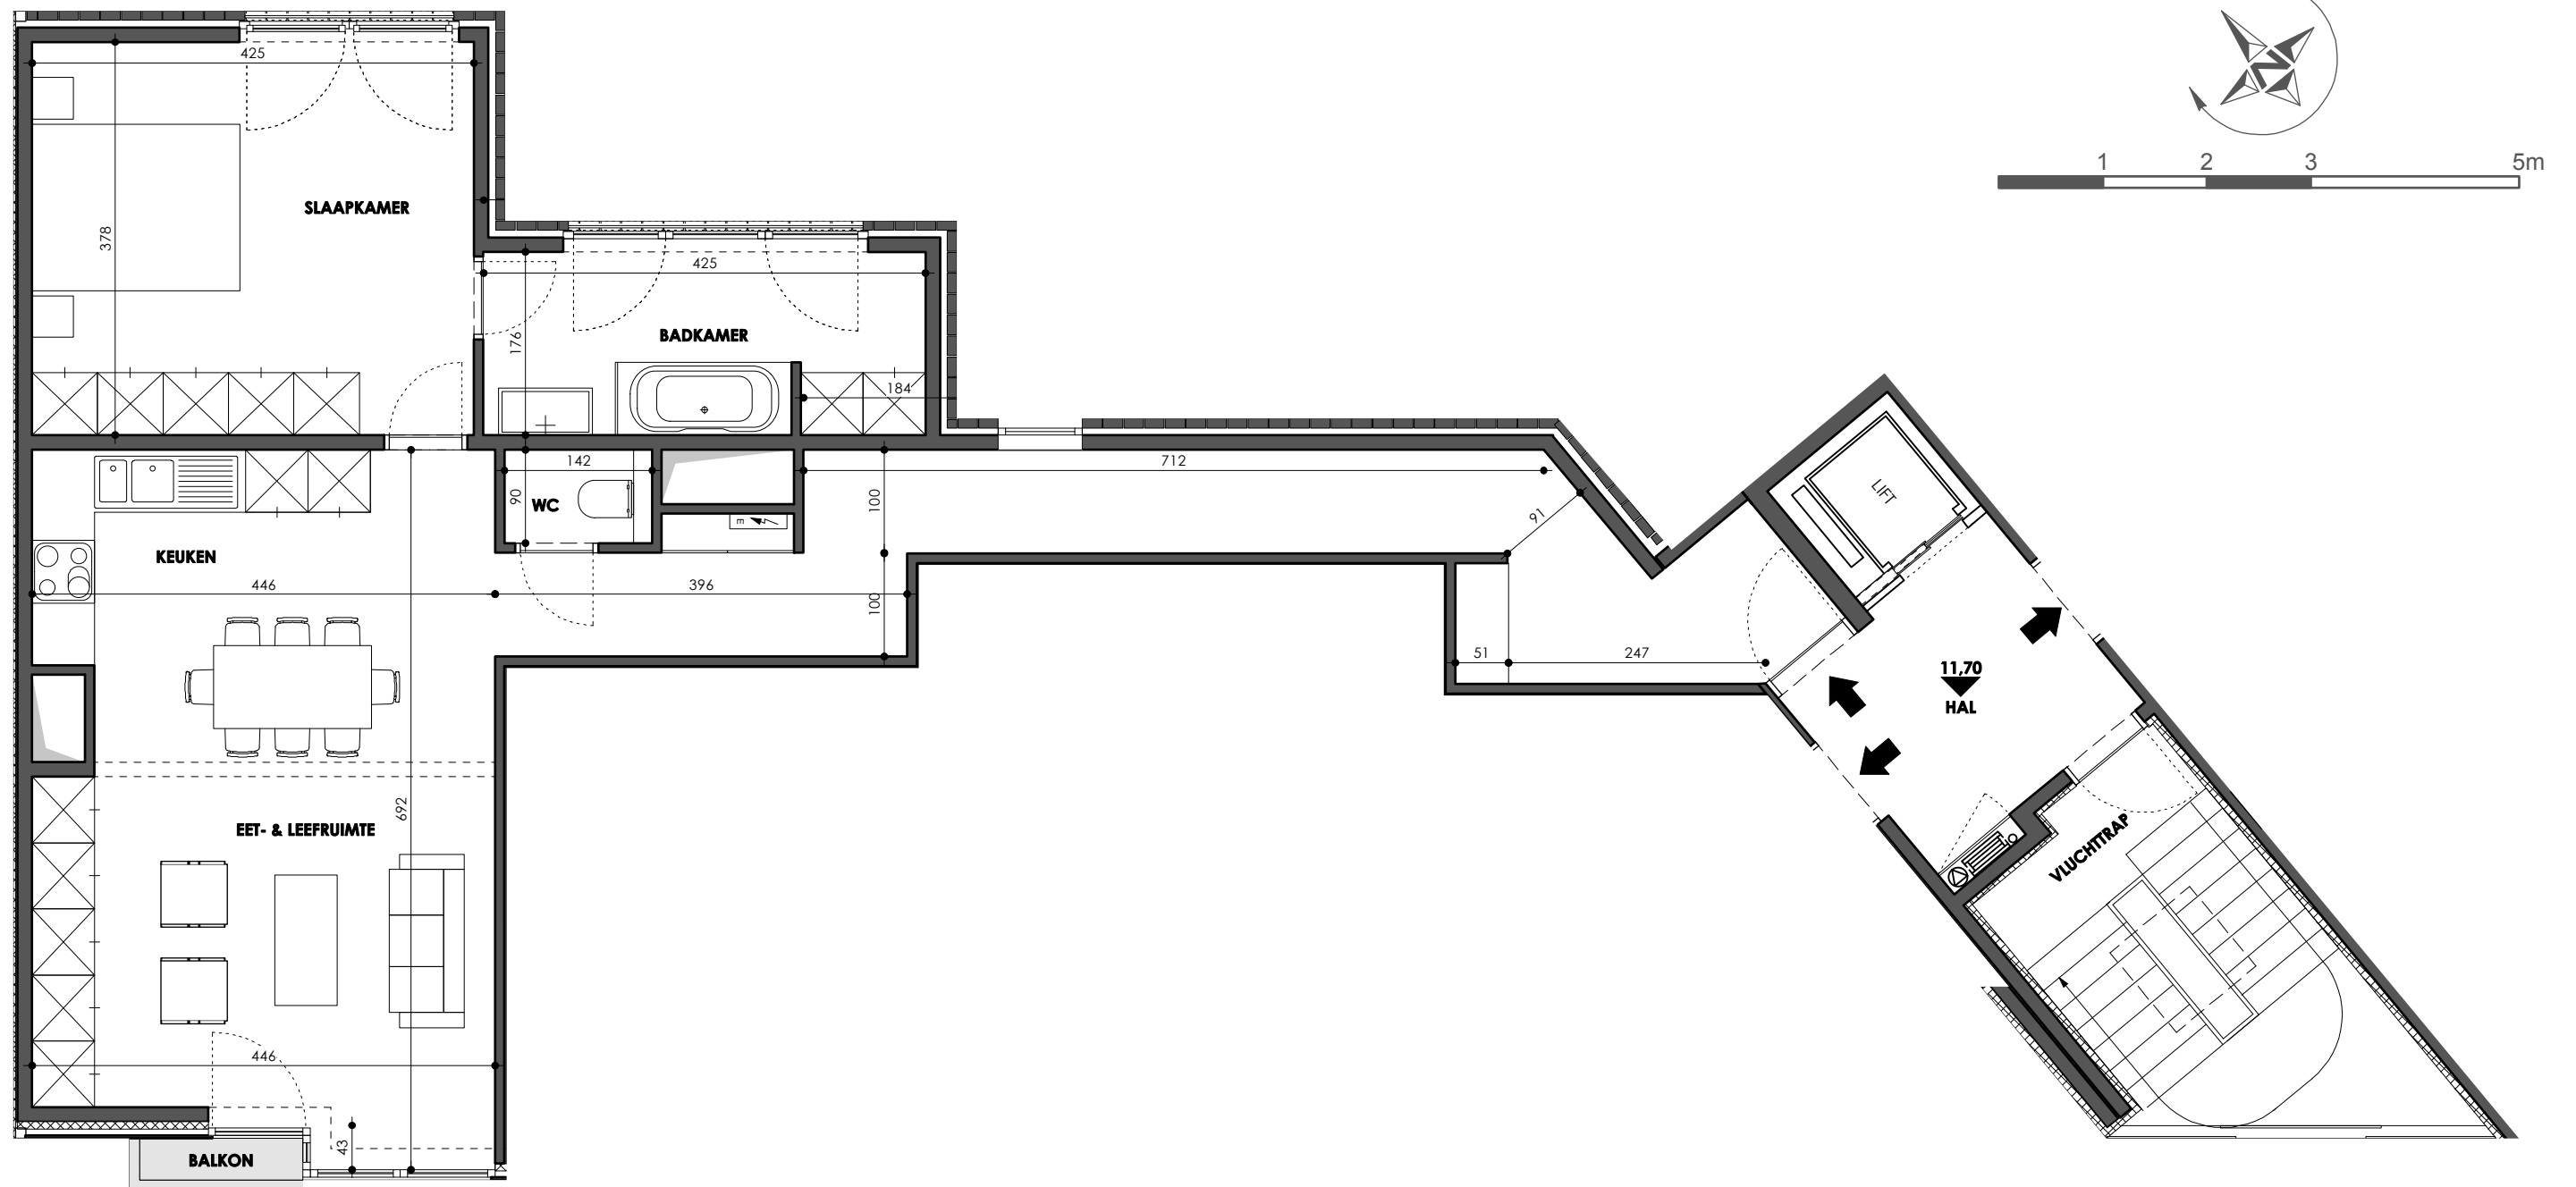 N
1 2 3 5m
425
SLAAPKAMER
378
425
176
BADKAMER
184
142
712
90
WC
100
91
m
LIFT
KEUKEN
446
396
100
51
247
11,70
HAL
692
EET- & LEEFRUIMTE
VLUCHTTRAP
446
43
BALKON